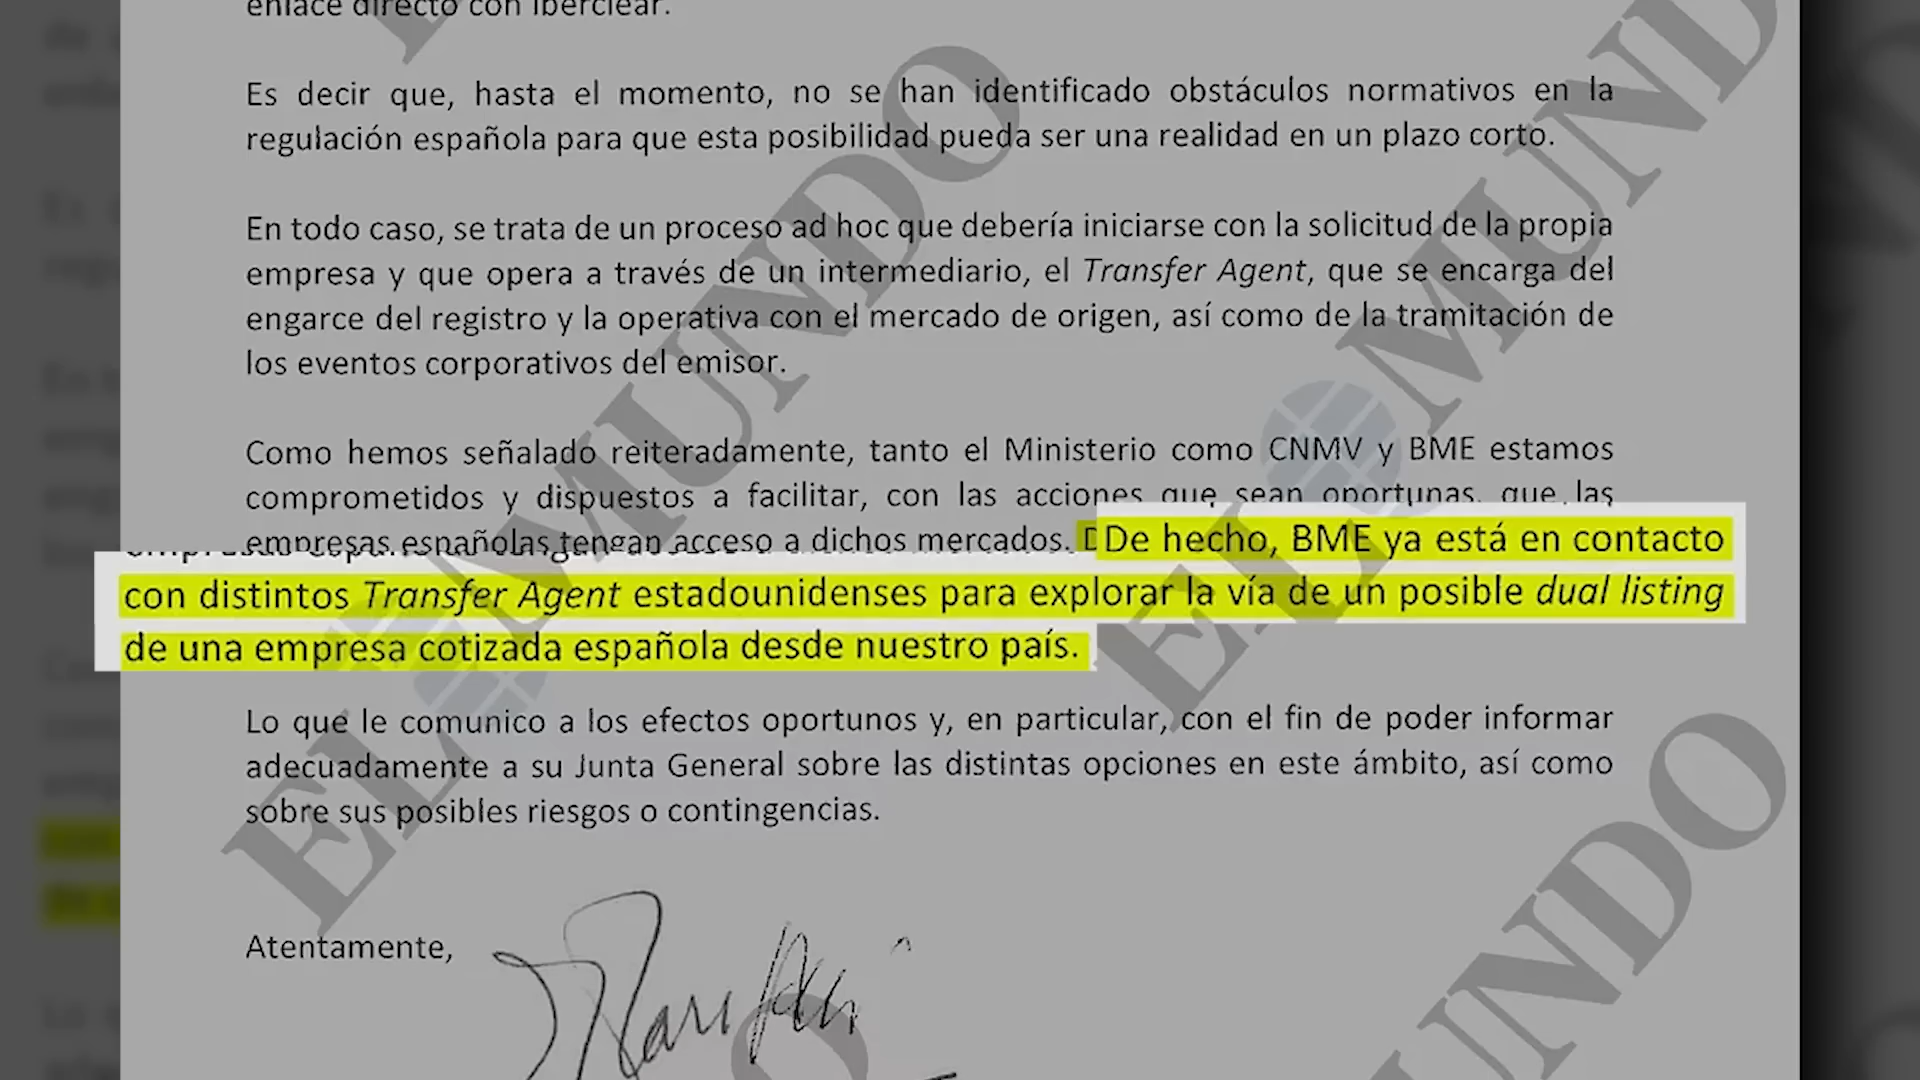 enlace directo con Iberclear.
Es decir que, hasta el momento, no se han identificado obstáculos normativos en la
regulación española para que esta posibilidad pueda ser una realidad en un plazo corto.
En todo caso, se trata de un proceso ad hoc que debería iniciarse con la solicitud de la propia
empresa y que opera a través de un intermediario, el Transfer Agent, que se encarga del
engarce del registro y la operativa con el mercado de origen, así como de la tramitación de
los eventos corporativos del emisor.
Como hemos señalado reiteradamente, tanto el Ministerio como CNMV y BME estamos
comprometidos y dispuestos a facilitar, con las acciones que sean oportunas, que las
empresas españolas tengan acceso a dichos mercados. De hecho, BME ya está en contacto
con distintos Transfer Agent estadounidenses para explorar la vía de un posible dual listing
de una empresa cotizada española desde nuestro país.
Lo que le comunico a los efectos oportunos y, en particular, con el fin de poder informar
adecuadamente a su Junta General sobre las distintas opciones en este ámbito, así como
sobre sus posibles riesgos o contingencias.
Atentamente,
EL MUNDO
EL MUNDO
MUNDO